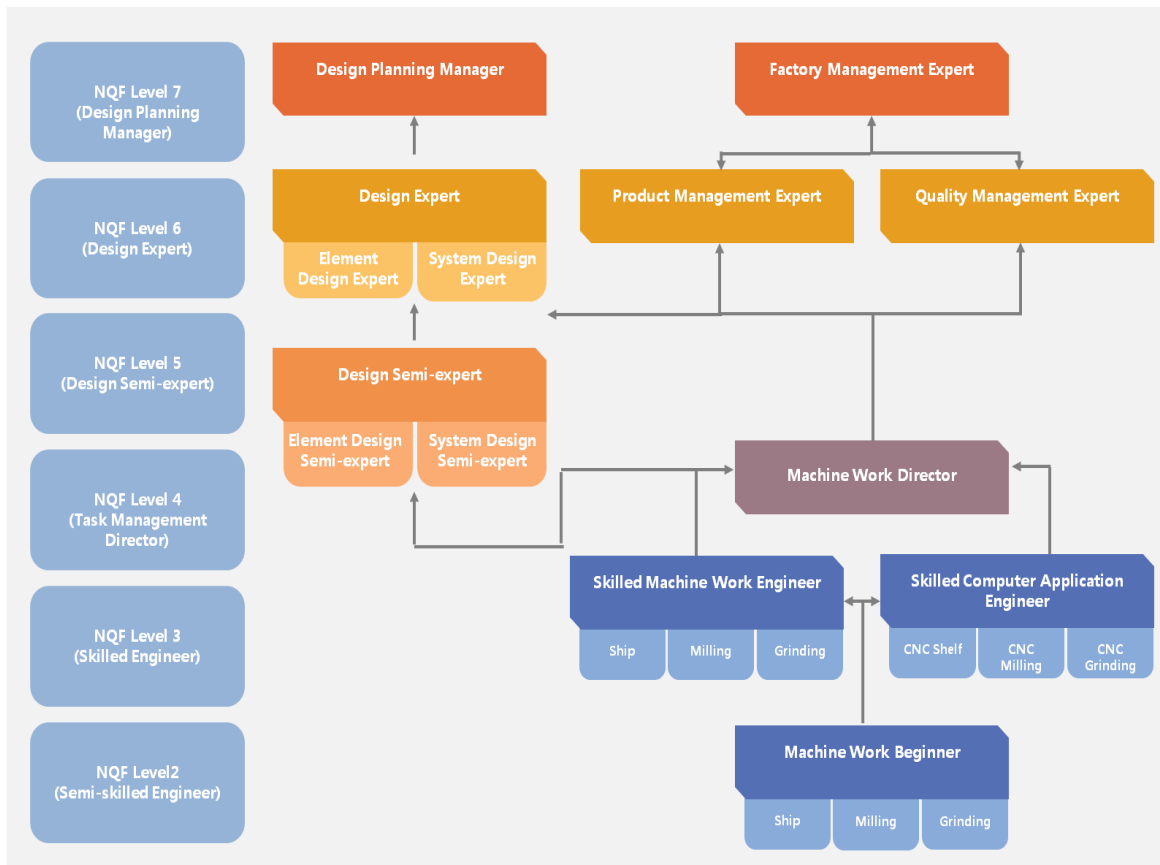 NQF Level 7
(Design Planning
Manager)
Design Planning Manager
Factory Management Expert
NQF Level 6
(Design Expert)
Design Expert
Element
Design Expert
System Design
Expert
Product Management Expert
Quality Management Expert
NQF Level 5
(Design Semi-expert)
Design Semi-expert
Element Design
Semi-expert
System Design
Semi-expert
NQF Level 4
(Task Management
Director)
Machine Work Director
NQF Level 3
(Skilled Engineer)
Skilled Machine Work Engineer
Ship
Milling
Grinding
Skilled Computer Application
Engineer
CNC Shelf
CNC
Milling
CNC
Grinding
NQF Level2
(Semi-skilled Engineer)
Machine Work Beginner
Ship
Milling
Grinding